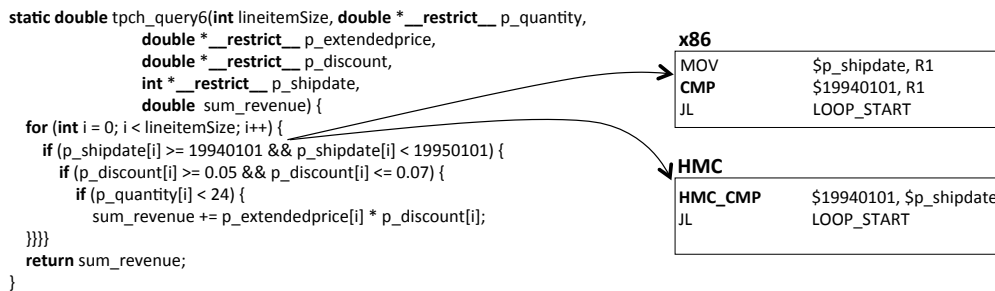 static double tpch_query6(int lineitemSize, double *__restrict__ p_quantity,
double *__restrict__ p_extendedprice,
double *__restrict__ p_discount,
int *__restrict__ p_shipdate,
double sum_revenue) {
for (int i = 0; i < lineitemSize; i++) {
if (p_shipdate[i] >= 19940101 && p_shipdate[i] < 19950101) {
if (p_discount[i] >= 0.05 && p_discount[i] <= 0.07) {
if (p_quantity[i] < 24) {
sum_revenue += p_extendedprice[i] * p_discount[i];
}}}}
return sum_revenue;
}
x86
MOV $p_shipdate, R1
CMP $19940101, R1
JL LOOP_START
HMC
HMC_CMP $19940101, $p_shipdate
JL LOOP_START